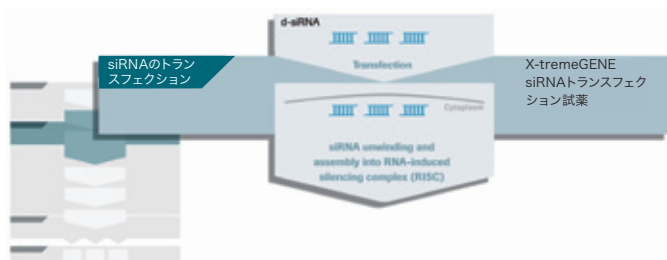 d-siRNA
siRNAのトラン
スフェクション
Transfection
X-tremeGENE
siRNAトランスフェク
ション試薬
Cytoplasm
siRNA unwinding and
assembly into RNA-induced
silencing complex (RISC)